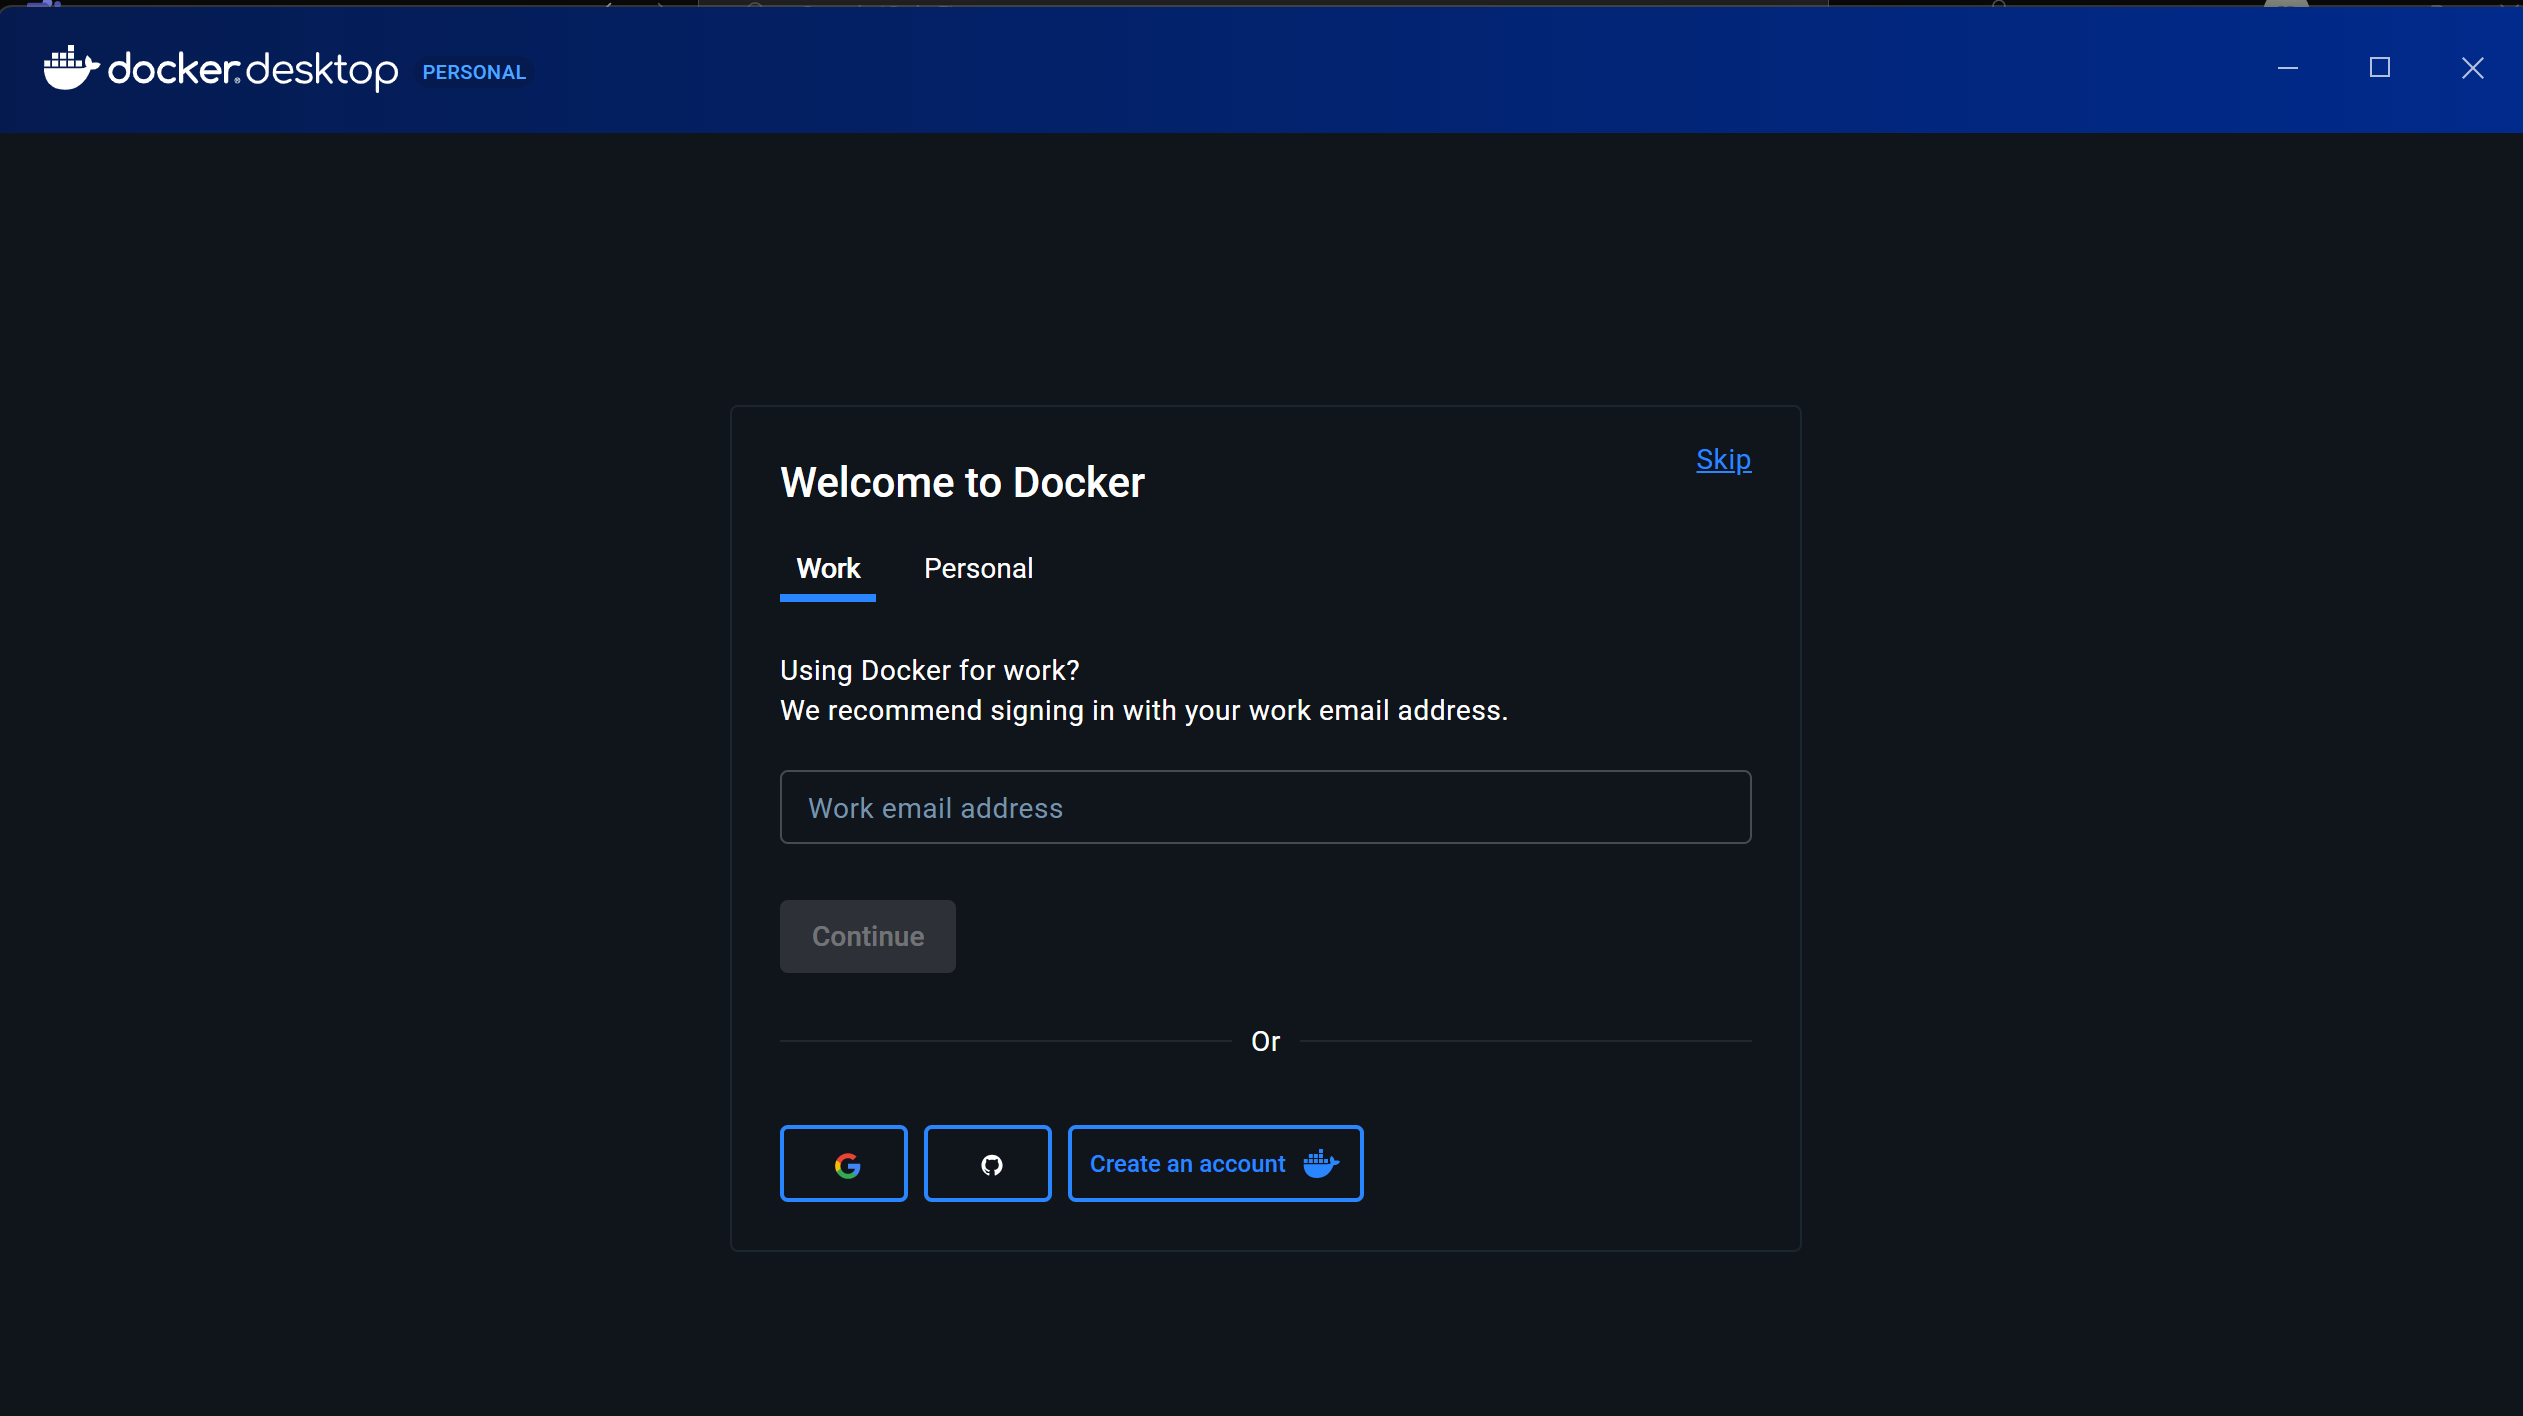 docker desktop PERSONAL
Skip
Welcome to Docker
Work Personal
Using Docker for work?
We recommend signing in with your work email address.
Work email address
Continue
Or
Create an account